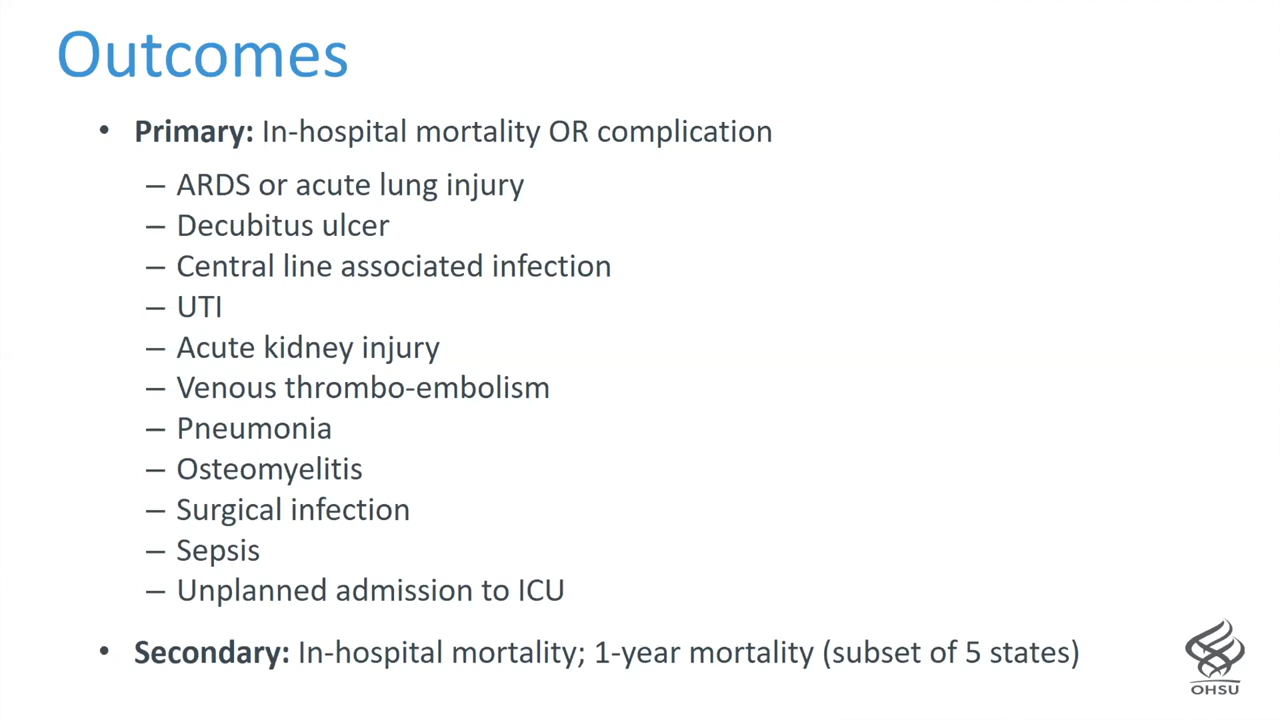 Outcomes
• Primary: In-hospital mortality OR complication
– ARDS or acute lung injury
– Decubitus ulcer
– Central line associated infection
– UTI
– Acute kidney injury
– Venous thrombo-embolism
– Pneumonia
– Osteomyelitis
– Surgical infection
– Sepsis
– Unplanned admission to ICU
• Secondary: In-hospital mortality; 1-year mortality (subset of 5 states)
OHSU